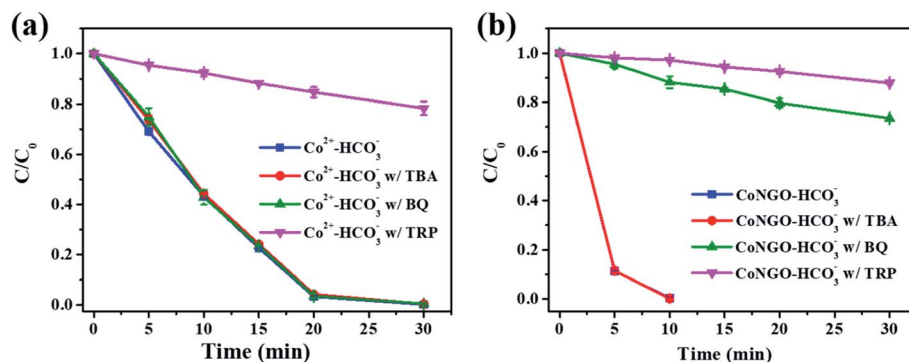 (a)
C/C₀
1.0
0.8
0.6
0.4
0.2
0.0
Co²⁺-HCO₃⁻
Co²⁺-HCO₃⁻ w/ TBA
Co²⁺-HCO₃⁻ w/ BQ
Co²⁺-HCO₃⁻ w/ TRP
0 5 10 15 20 25 30
Time (min)
(b)
C/C₀
1.0
0.8
0.6
0.4
0.2
0.0
CoNGO-HCO₃⁻
CoNGO-HCO₃⁻ w/ TBA
CoNGO-HCO₃⁻ w/ BQ
CoNGO-HCO₃⁻ w/ TRP
0 5 10 15 20 25 30
Time (min)